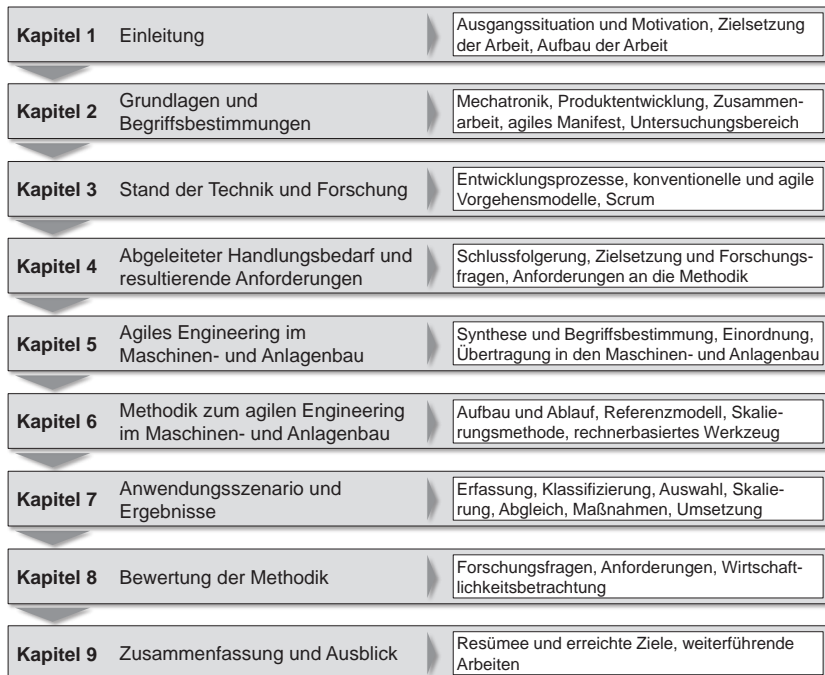 Kapitel 1 Einleitung
Ausgangssituation und Motivation, Zielsetzung
der Arbeit, Aufbau der Arbeit
Kapitel 2 Grundlagen und
Begriffsbestimmungen
Mechatronik, Produktentwicklung, Zusammen-
arbeit, agiles Manifest, Untersuchungsbereich
Kapitel 3 Stand der Technik und Forschung
Entwicklungsprozesse, konventionelle und agile
Vorgehensmodelle, Scrum
Kapitel 4 Abgeleiteter Handlungsbedarf und
resultierende Anforderungen
Schlussfolgerung, Zielsetzung und Forschungs-
fragen, Anforderungen an die Methodik
Kapitel 5 Agiles Engineering im
Maschinen- und Anlagenbau
Synthese und Begriffsbestimmung, Einordnung,
Übertragung in den Maschinen- und Anlagenbau
Kapitel 6 Methodik zum agilen Engineering
im Maschinen- und Anlagenbau
Aufbau und Ablauf, Referenzmodell, Skalie-
rungsmethode, rechnerbasiertes Werkzeug
Kapitel 7 Anwendungsszenario und
Ergebnisse
Erfassung, Klassifizierung, Auswahl, Skalie-
rung, Abgleich, Maßnahmen, Umsetzung
Kapitel 8 Bewertung der Methodik
Forschungsfragen, Anforderungen, Wirtschaft-
lichkeitsbetrachtung
Kapitel 9 Zusammenfassung und Ausblick
Resümee und erreichte Ziele, weiterführende
Arbeiten